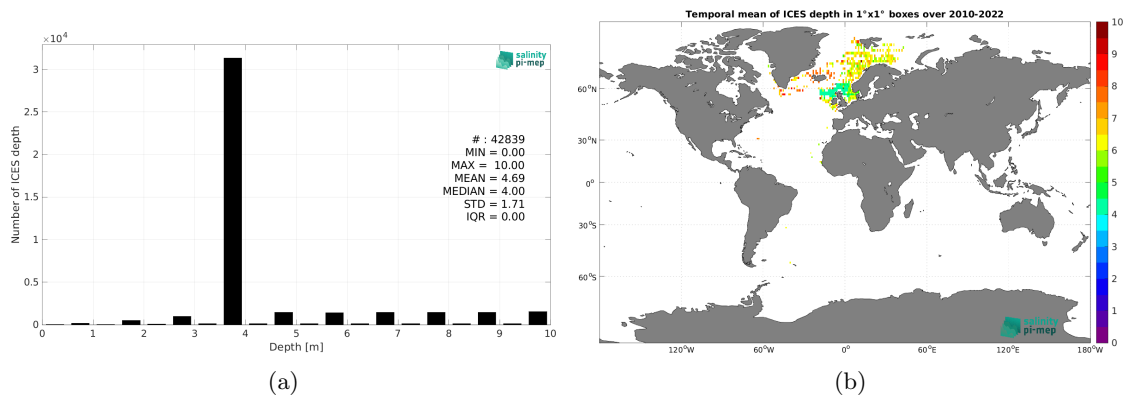 ×10⁴
3
2.5
2
1.5
1
0.5
0
Number of ICES depth
salinity
pi-mep
# : 42839
MIN = 0.00
MAX = 10.00
MEAN = 4.69
MEDIAN = 4.00
STD = 1.71
IQR = 0.00
0 1 2 3 4 5 6 7 8 9 10
Depth [m]
(a)
Temporal mean of ICES depth in 1°x1° boxes over 2010-2022
60°N
30°N
0°
30°S
60°S
120°W 60°W 0° 60°E 120°E 180°W
salinity
pi-mep
10
9
8
7
6
5
4
3
2
1
0
(b)